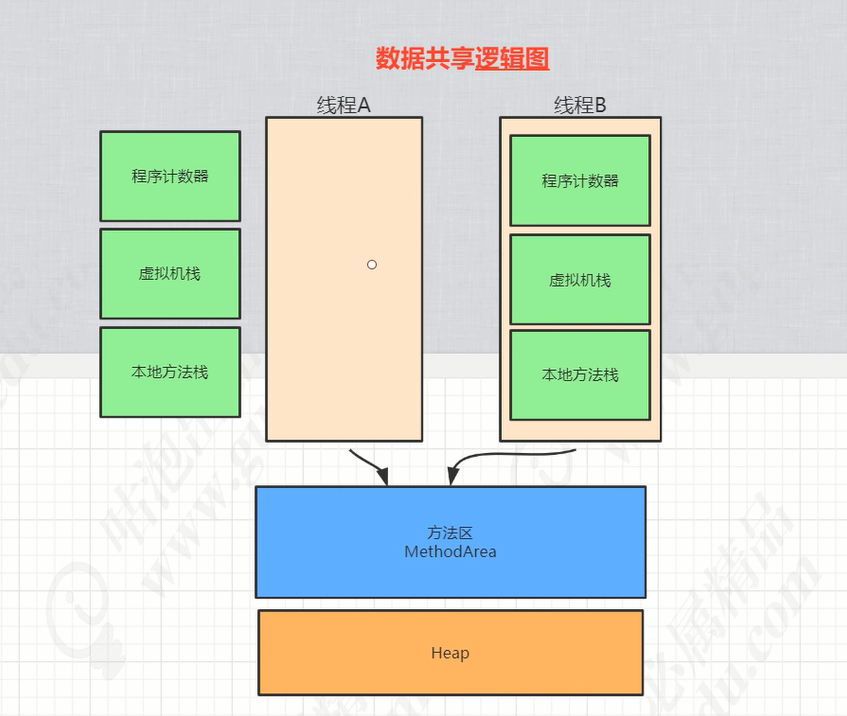 数据共享逻辑图
线程A
线程B
程序计数器
虚拟机栈
本地方法栈
程序计数器
虚拟机栈
本地方法栈
方法区
MethodArea
Heap